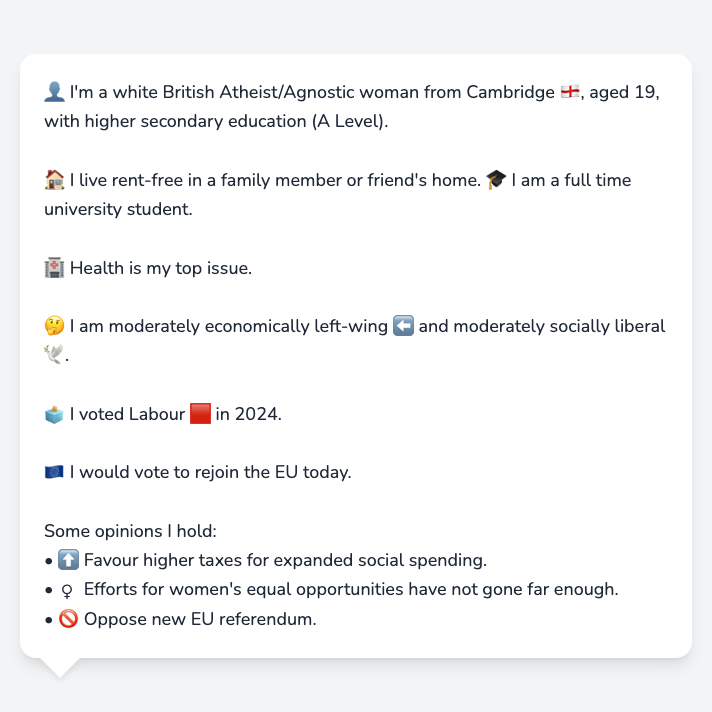 👤 I'm a white British Atheist/Agnostic woman from Cambridge 🏴󠁧󠁢󠁥󠁮󠁧󠁿, aged 19,
with higher secondary education (A Level).
🏠 I live rent-free in a family member or friend's home. 🎓 I am a full time
university student.
🏥 Health is my top issue.
🤔 I am moderately economically left-wing ⬅️ and moderately socially liberal
🕊️.
🗳️ I voted Labour 🟥 in 2024.
🇪🇺 I would vote to rejoin the EU today.
Some opinions I hold:
• ⬆️ Favour higher taxes for expanded social spending.
• ♀ Efforts for women's equal opportunities have not gone far enough.
• 🚫 Oppose new EU referendum.